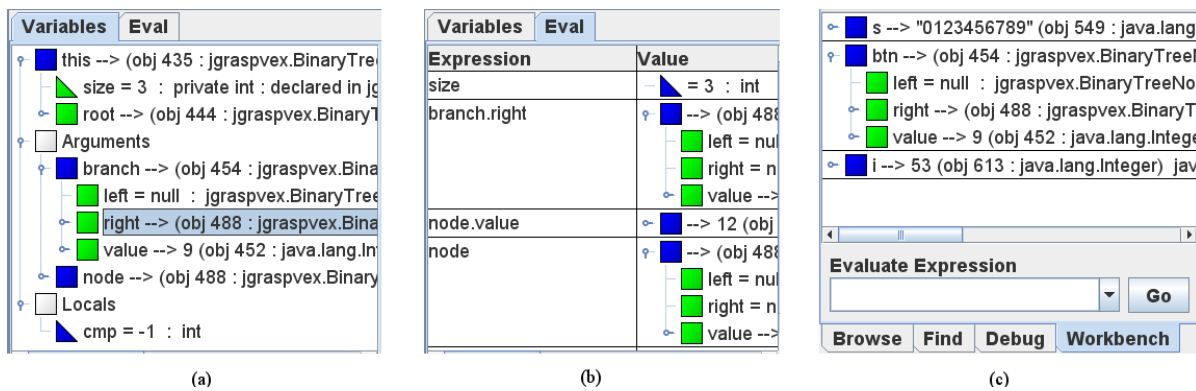 Variables Eval
this --> (obj 435 : jgraspvex.BinaryTre
size = 3 : private int : declared in jg
root --> (obj 444 : jgraspvex.BinaryT
Arguments
branch --> (obj 454 : jgraspvex.Bina
left = null : jgraspvex.BinaryTree
right --> (obj 488 : jgraspvex.Bina
value --> 9 (obj 452 : java.lang.In
node --> (obj 488 : jgraspvex.Binary
Locals
cmp = -1 : int
(a)
Variables Eval
Expression Value
size = 3 : int
branch.right --> (obj 488
left = nul
right = n
value -->
node.value --> 12 (obj
node --> (obj 488
left = nul
right = n
value -->
(b)
s --> "0123456789" (obj 549 : java.lang
btn --> (obj 454 : jgraspvex.BinaryTreeN
left = null : jgraspvex.BinaryTreeNo
right --> (obj 488 : jgraspvex.BinaryT
value --> 9 (obj 452 : java.lang.Intege
i --> 53 (obj 613 : java.lang.Integer) jav
Evaluate Expression
Go
Browse Find Debug Workbench
(c)